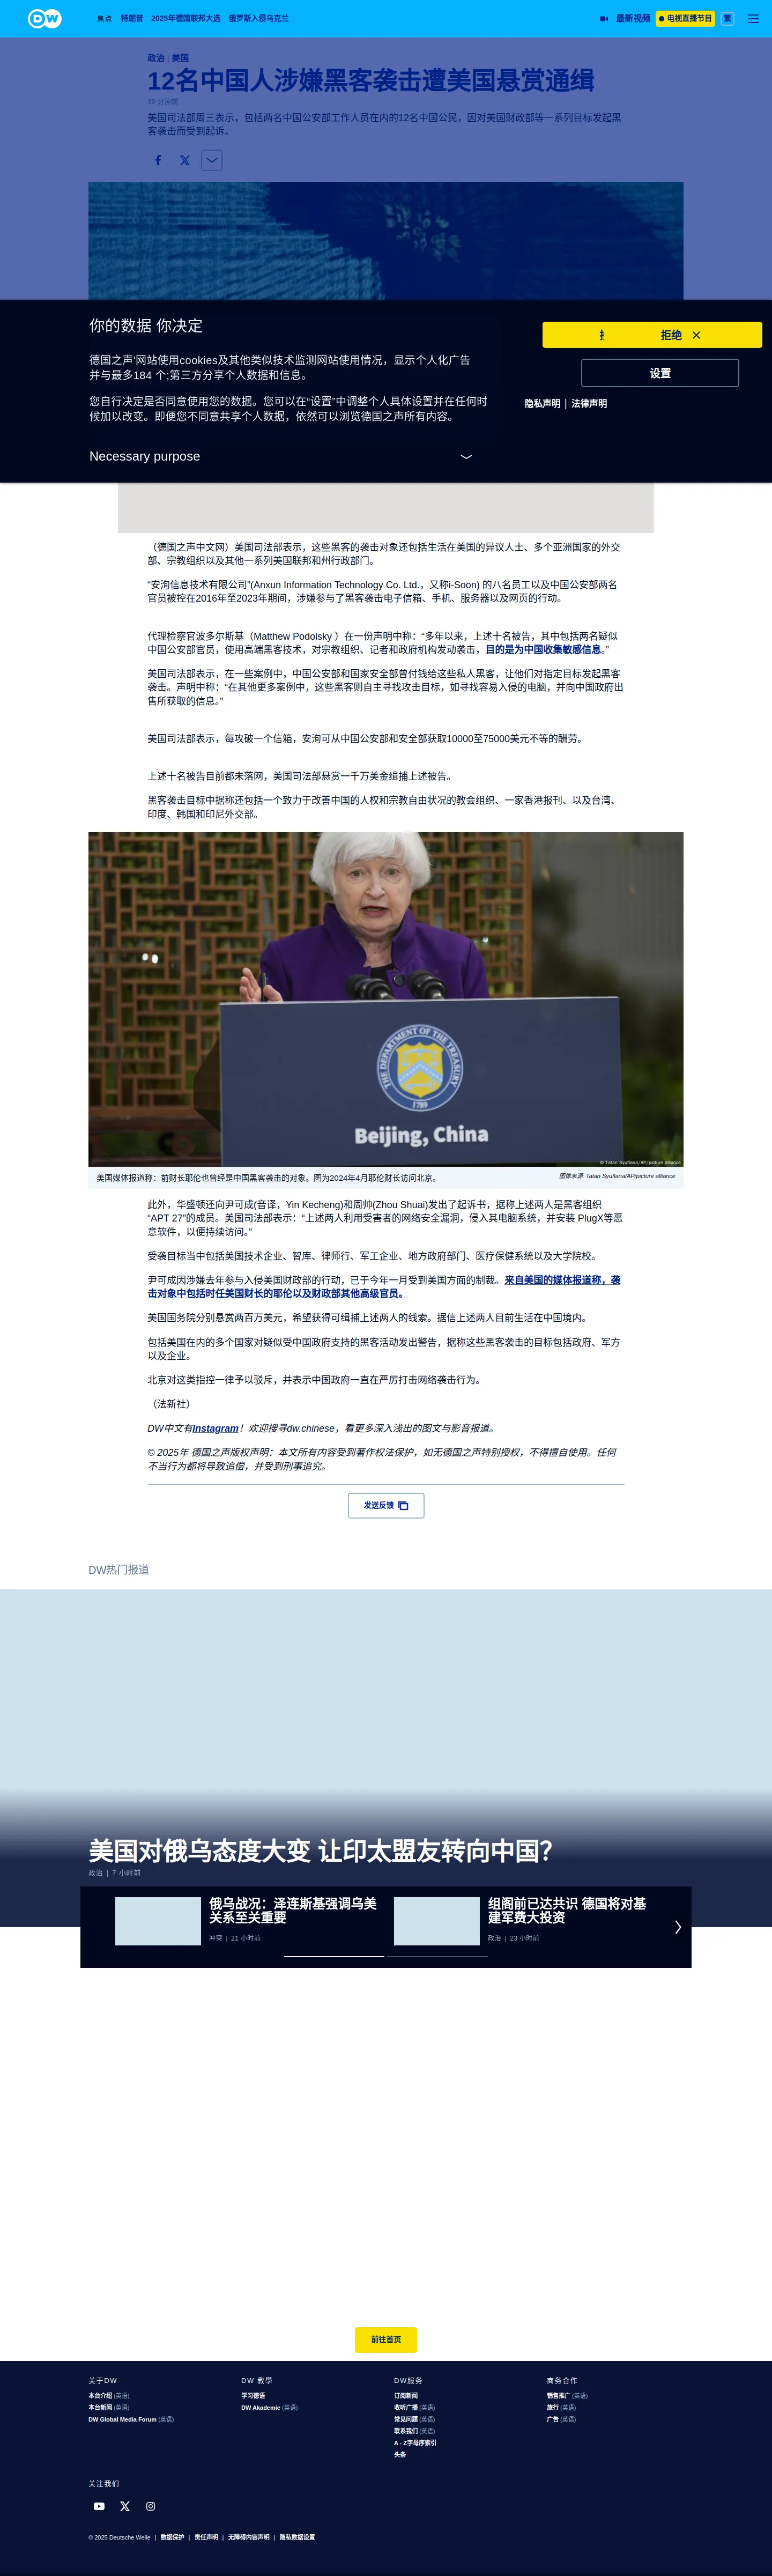 DW
焦点 特朗普 2025年德国联邦大选 俄罗斯入侵乌克兰
最新视频 电视直播节目 繁
政治 | 美国
12名中国人涉嫌黑客袭击遭美国悬赏通缉
39 分钟前
美国司法部周三表示，包括两名中国公安部工作人员在内的12名中国公民，因对美国财政部等一系列目标发起黑
客袭击而受到起诉。
你的数据 你决定
拒绝
德国之声'网站使用cookies及其他类似技术监测网站使用情况，显示个人化广告
并与最多184 个;第三方分享个人数据和信息。
设置
您自行决定是否同意使用您的数据。您可以在“设置”中调整个人具体设置并在任何时
候加以改变。即便您不同意共享个人数据，依然可以浏览德国之声所有内容。
隐私声明 | 法律声明
Necessary purpose
（德国之声中文网）美国司法部表示，这些黑客的袭击对象还包括生活在美国的异议人士、多个亚洲国家的外交
部、宗教组织以及其他一系列美国联邦和州行政部门。
“安洵信息技术有限公司”(Anxun Information Technology Co. Ltd.，又称i-Soon) 的八名员工以及中国公安部两名
官员被控在2016年至2023年期间，涉嫌参与了黑客袭击电子信箱、手机、服务器以及网页的行动。
代理检察官波多尔斯基（Matthew Podolsky ）在一份声明中称：“多年以来，上述十名被告，其中包括两名疑似
中国公安部官员，使用高端黑客技术，对宗教组织、记者和政府机构发动袭击，目的是为中国收集敏感信息。”
美国司法部表示，在一些案例中，中国公安部和国家安全部曾付钱给这些私人黑客，让他们对指定目标发起黑客
袭击。声明中称：“在其他更多案例中，这些黑客则自主寻找攻击目标，如寻找容易入侵的电脑，并向中国政府出
售所获取的信息。”
美国司法部表示，每攻破一个信箱，安洵可从中国公安部和安全部获取10000至75000美元不等的酬劳。
上述十名被告目前都未落网，美国司法部悬赏一千万美金缉捕上述被告。
黑客袭击目标中据称还包括一个致力于改善中国的人权和宗教自由状况的教会组织、一家香港报刊、以及台湾、
印度、韩国和印尼外交部。
THE DEPARTMENT OF THE TREASURY
1789
Beijing, China
© Tatan Syuflana/AP/picture alliance
美国媒体报道称：前财长耶伦也曾经是中国黑客袭击的对象。图为2024年4月耶伦财长访问北京。
图像来源: Tatan Syuflana/AP/picture alliance
此外，华盛顿还向尹可成(音译，Yin Kecheng)和周帅(Zhou Shuai)发出了起诉书，据称上述两人是黑客组织
“APT 27”的成员。美国司法部表示：“上述两人利用受害者的网络安全漏洞，侵入其电脑系统，并安装 PlugX等恶
意软件，以便持续访问。”
受袭目标当中包括美国技术企业、智库、律师行、军工企业、地方政府部门、医疗保健系统以及大学院校。
尹可成因涉嫌去年参与入侵美国财政部的行动，已于今年一月受到美国方面的制裁。来自美国的媒体报道称，袭
击对象中包括时任美国财长的耶伦以及财政部其他高级官员。
美国国务院分别悬赏两百万美元，希望获得可缉捕上述两人的线索。据信上述两人目前生活在中国境内。
包括美国在内的多个国家对疑似受中国政府支持的黑客活动发出警告，据称这些黑客袭击的目标包括政府、军方
以及企业。
北京对这类指控一律予以驳斥，并表示中国政府一直在严厉打击网络袭击行为。
（法新社）
DW中文有Instagram！欢迎搜寻dw.chinese，看更多深入浅出的图文与影音报道。
© 2025年 德国之声版权声明：本文所有内容受到著作权法保护，如无德国之声特别授权，不得擅自使用。任何
不当行为都将导致追偿，并受到刑事追究。
发送反馈
DW热门报道
美国对俄乌态度大变 让印太盟友转向中国？
政治 | 7 小时前
俄乌战况：泽连斯基强调乌美
关系至关重要
冲突 | 21 小时前
组阁前已达共识 德国将对基
建军费大投资
政治 | 23 小时前
前往首页
关于DW
本台介绍 (英语)
本台新闻 (英语)
DW Global Media Forum (英语)
DW 教學
学习德语
DW Akademie (英语)
DW服务
订阅新闻
收听广播 (英语)
常见问题 (英语)
联系我们 (英语)
A - Z字母序索引
头条
商务合作
销售推广 (英语)
旅行 (英语)
广告 (英语)
关注我们
© 2025 Deutsche Welle | 数据保护 | 责任声明 | 无障碍内容声明 | 隐私数据设置